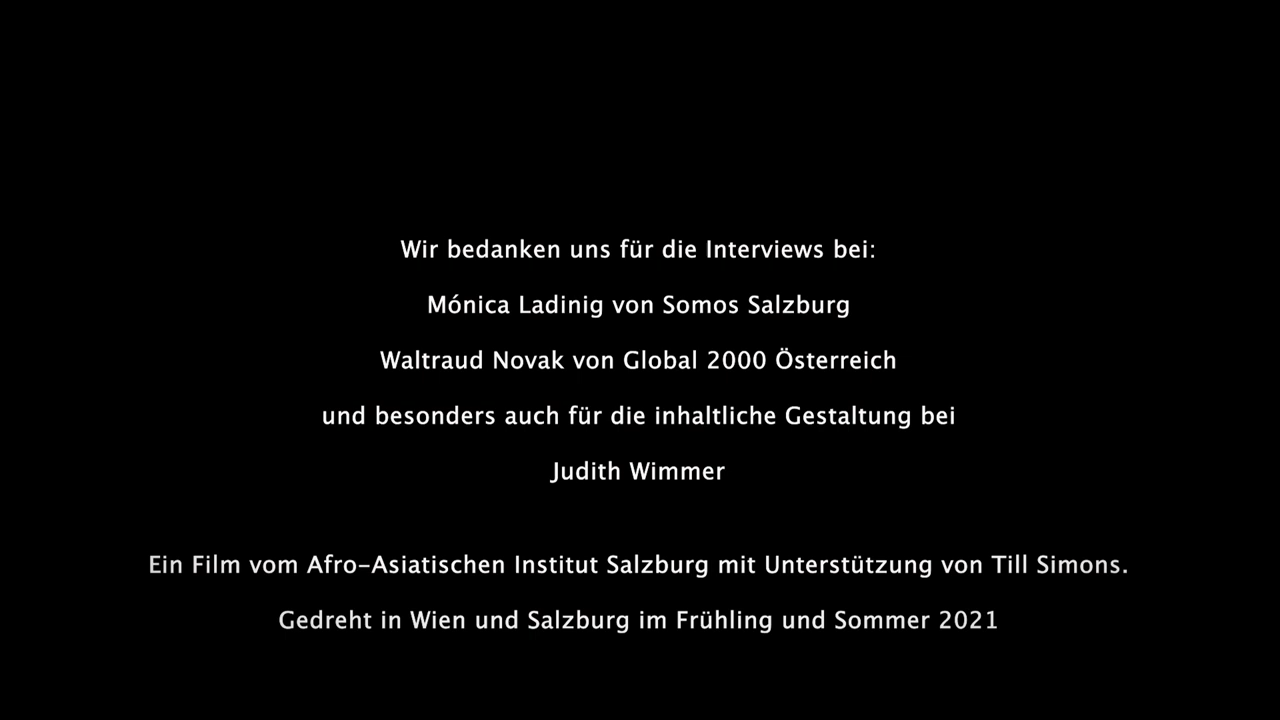 Wir bedanken uns für die Interviews bei:
Mónica Ladinig von Somos Salzburg
Waltraud Novak von Global 2000 Österreich
und besonders auch für die inhaltliche Gestaltung bei
Judith Wimmer
Ein Film vom Afro-Asiatischen Institut Salzburg mit Unterstützung von Till Simons.
Gedreht in Wien und Salzburg im Frühling und Sommer 2021